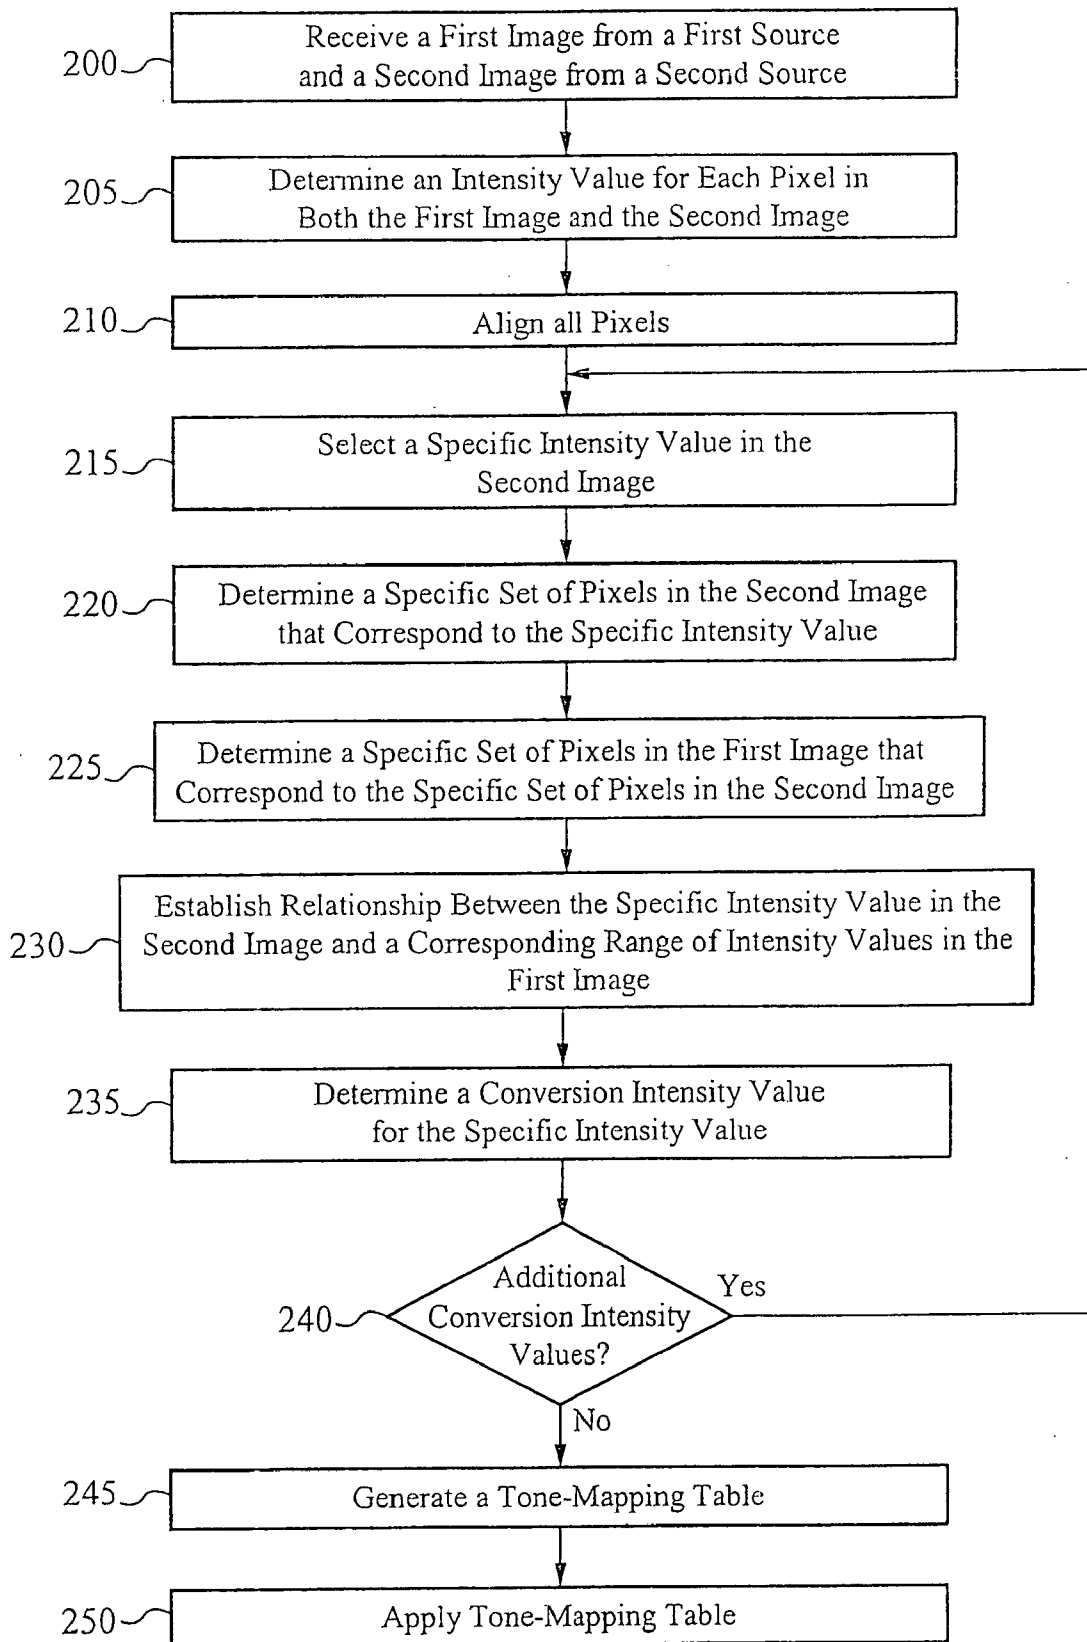 200
Receive a First Image from a First Source
and a Second Image from a Second Source
205
Determine an Intensity Value for Each Pixel in
Both the First Image and the Second Image
210
Align all Pixels
215
Select a Specific Intensity Value in the
Second Image
220
Determine a Specific Set of Pixels in the Second Image
that Correspond to the Specific Intensity Value
225
Determine a Specific Set of Pixels in the First Image that
Correspond to the Specific Set of Pixels in the Second Image
230
Establish Relationship Between the Specific Intensity Value in the
Second Image and a Corresponding Range of Intensity Values in the
First Image
235
Determine a Conversion Intensity Value
for the Specific Intensity Value
240
Additional
Conversion Intensity
Values?
Yes
No
245
Generate a Tone-Mapping Table
250
Apply Tone-Mapping Table